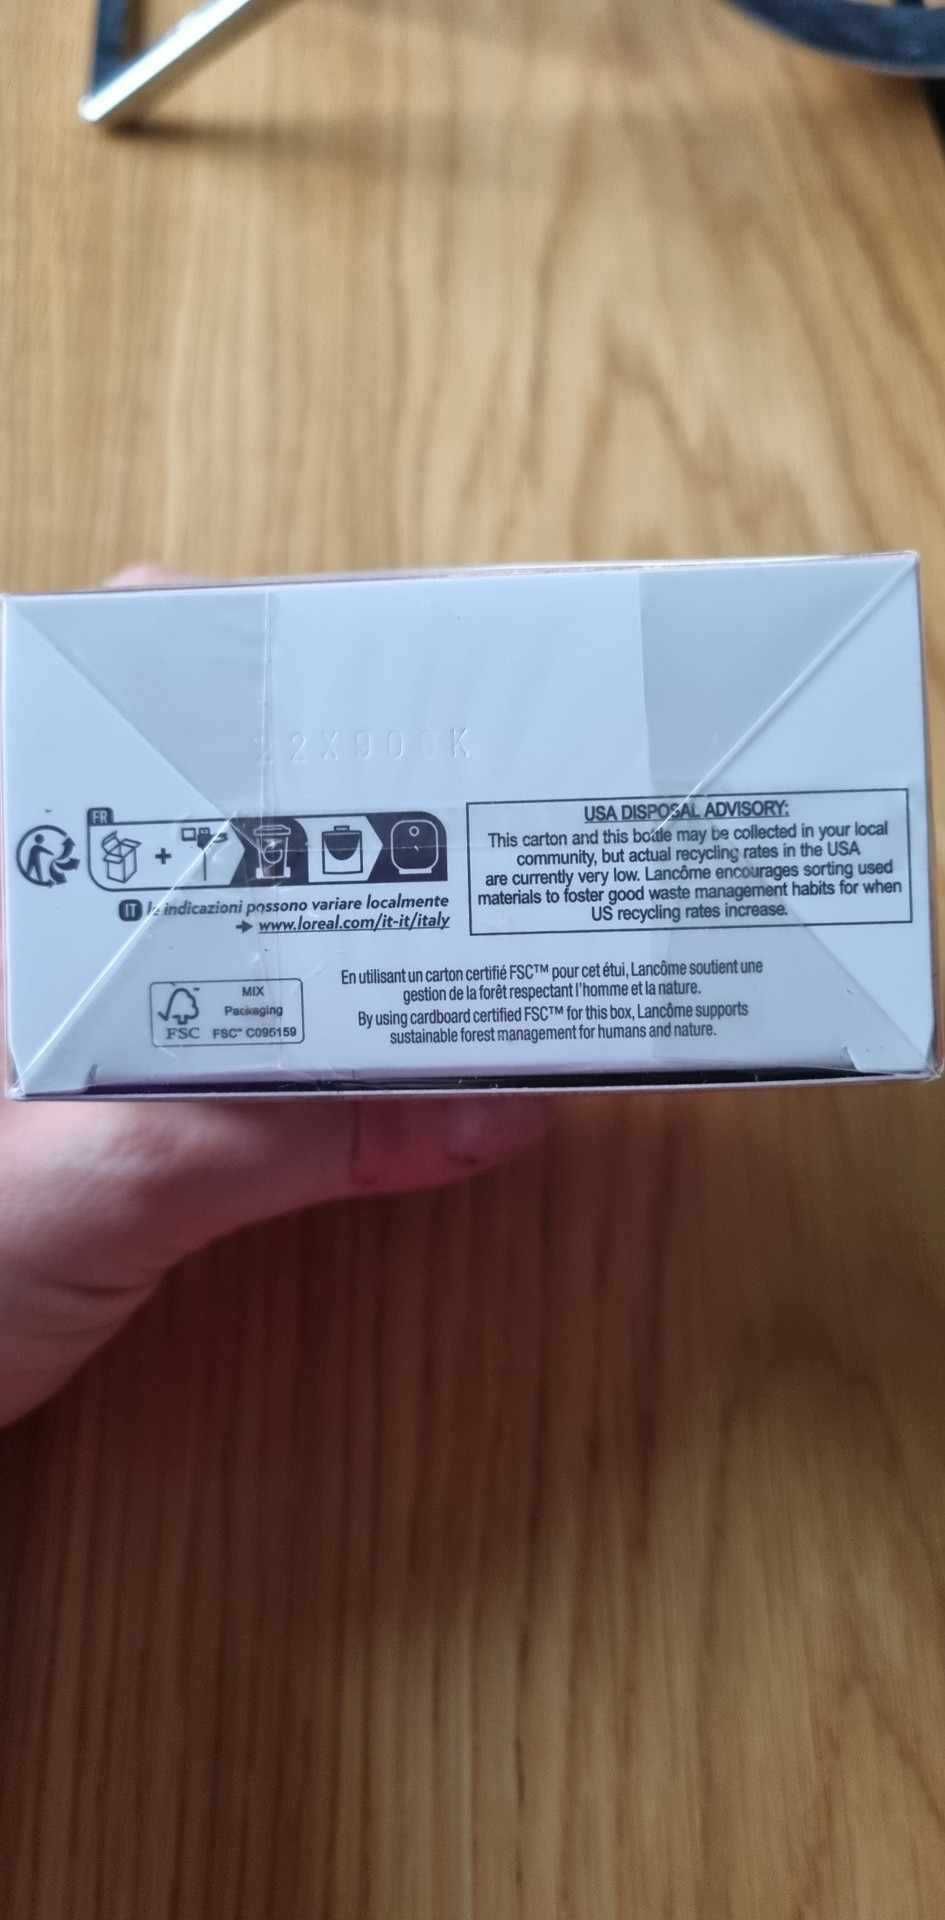 FR
IT le indicazioni possono variare localmente
www.loreal.com/it-it/italy
USA DISPOSAL ADVISORY:
This carton and this bottle may be collected in your local
community, but actual recycling rates in the USA
are currently very low. Lancôme encourages sorting used
materials to foster good waste management habits for when
US recycling rates increase.
MIX
Packaging
FSC FSC™ C095159
En utilisant un carton certifié FSC™ pour cet étui, Lancôme soutient une
gestion de la forêt respectant l'homme et la nature.
By using cardboard certified FSC™ for this box, Lancôme supports
sustainable forest management for humans and nature.